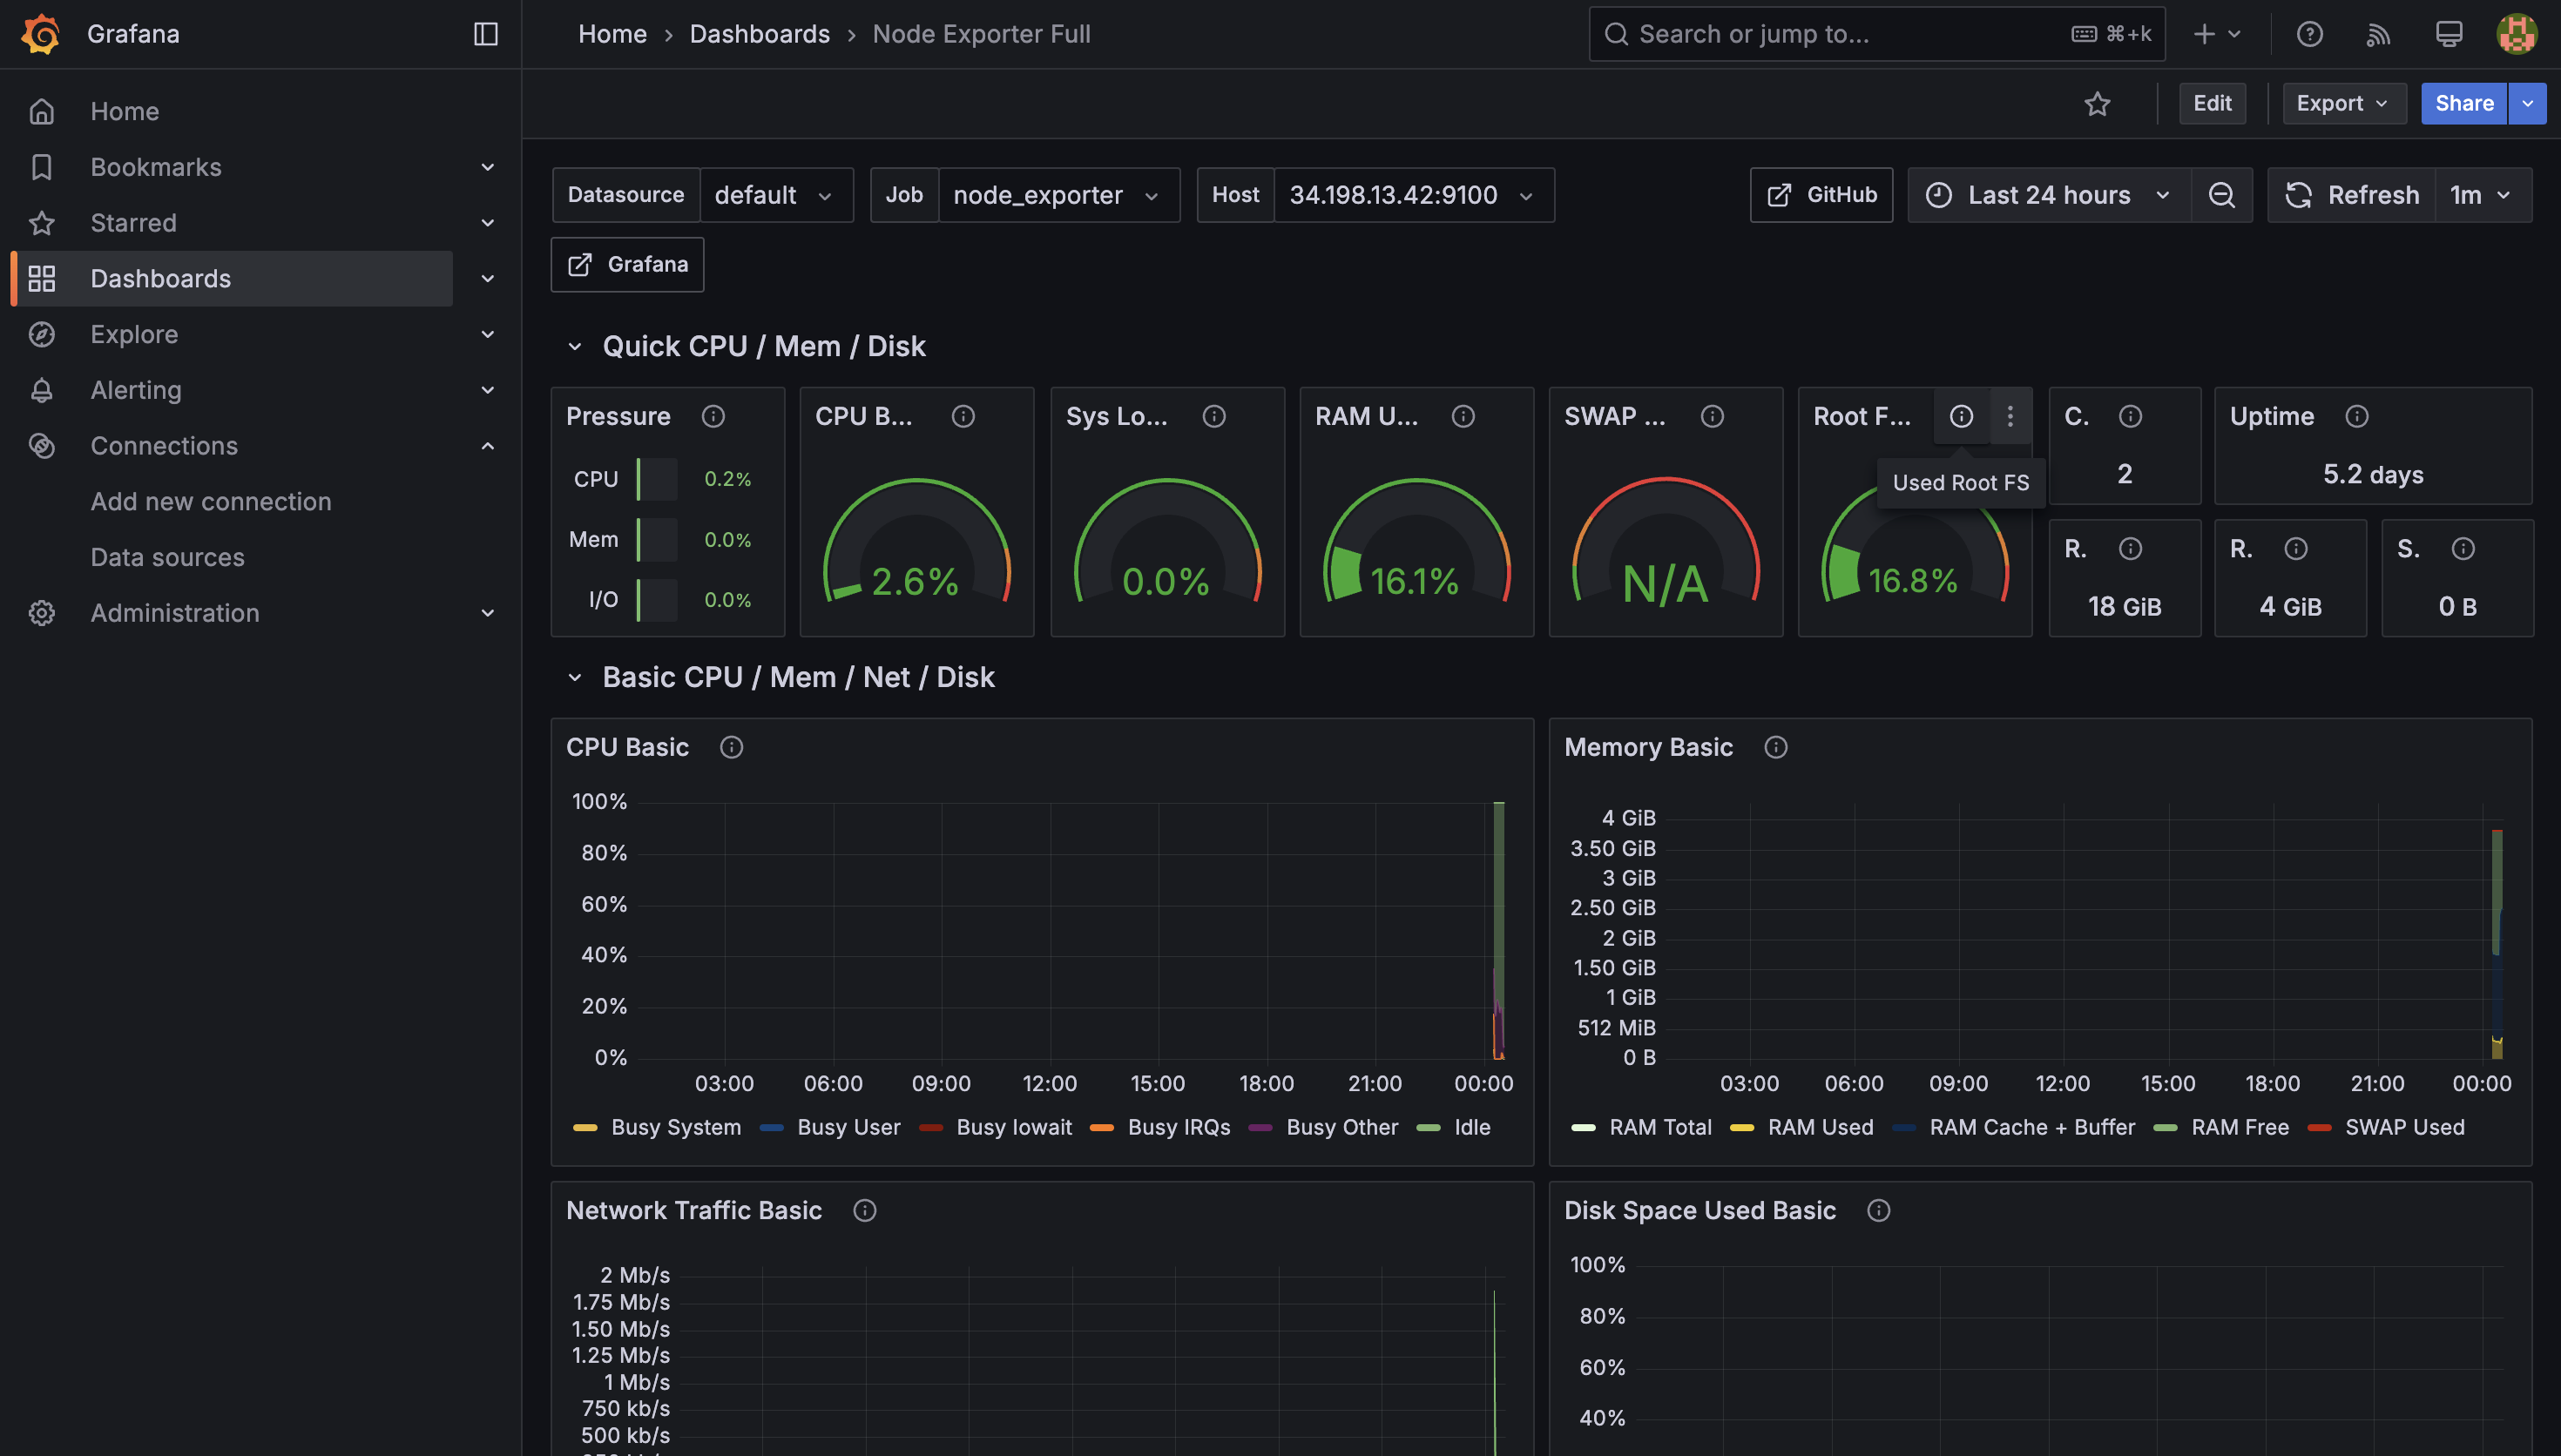 Grafana
Home › Dashboards › Node Exporter Full
Search or jump to...
⌘+k
Home
Bookmarks
Starred
Dashboards
Explore
Alerting
Connections
Add new connection
Data sources
Administration
Edit
Export
Share
Datasource default
Job node_exporter
Host 34.198.13.42:9100
GitHub
Last 24 hours
Refresh 1m
Grafana
Quick CPU / Mem / Disk
Pressure
CPU 0.2%
Mem 0.0%
I/O 0.0%
CPU B...
2.6%
Sys Lo...
0.0%
RAM U...
16.1%
SWAP ...
N/A
Root F...
Used Root FS
16.8%
C.
2
Uptime
5.2 days
R.
18 GiB
R.
4 GiB
S.
0 B
Basic CPU / Mem / Net / Disk
CPU Basic
100%
80%
60%
40%
20%
0%
03:00 06:00 09:00 12:00 15:00 18:00 21:00 00:00
Busy System Busy User Busy Iowait Busy IRQs Busy Other Idle
Memory Basic
4 GiB
3.50 GiB
3 GiB
2.50 GiB
2 GiB
1.50 GiB
1 GiB
512 MiB
0 B
03:00 06:00 09:00 12:00 15:00 18:00 21:00 00:00
RAM Total RAM Used RAM Cache + Buffer RAM Free SWAP Used
Network Traffic Basic
2 Mb/s
1.75 Mb/s
1.50 Mb/s
1.25 Mb/s
1 Mb/s
750 kb/s
500 kb/s
Disk Space Used Basic
100%
80%
60%
40%